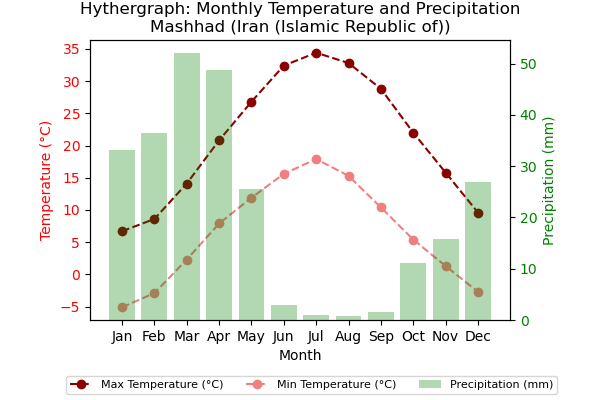 Hythergraph: Monthly Temperature and Precipitation
Mashhad (Iran (Islamic Republic of))
Temperature (°C)
35
30
25
20
15
10
5
0
−5
Precipitation (mm)
50
40
30
20
10
0
Jan Feb Mar Apr May Jun Jul Aug Sep Oct Nov Dec
Month
Max Temperature (°C) Min Temperature (°C) Precipitation (mm)